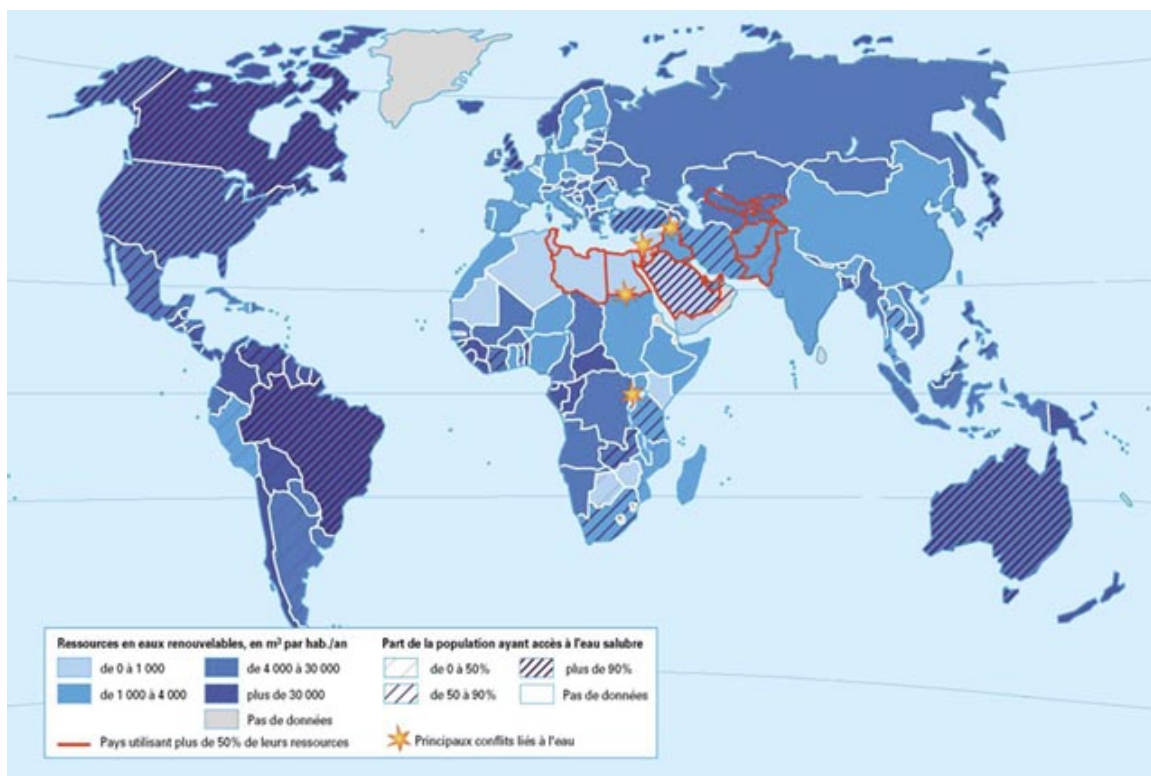 Ressources en eaux renouvelables, en m³ par hab./an
de 0 à 1 000
de 4 000 à 30 000
de 1 000 à 4 000
plus de 30 000
Pas de données
Pays utilisant plus de 50% de leurs ressources
Part de la population ayant accès à l'eau salubre
de 0 à 50%
plus de 90%
de 50 à 90%
Pas de données
Principaux conflits liés à l'eau